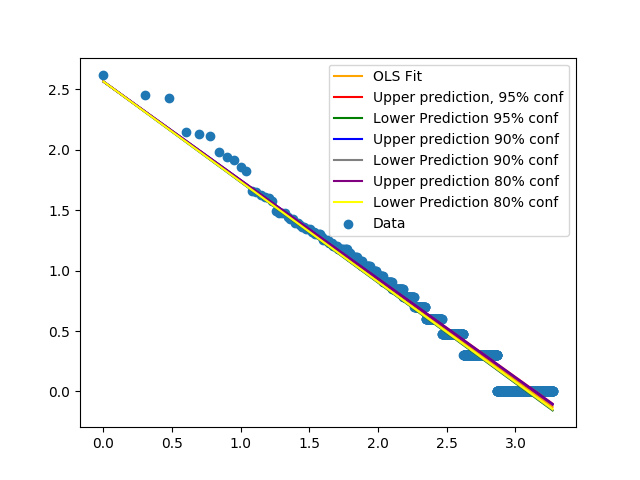 OLS Fit
Upper prediction, 95% conf
Lower Prediction 95% conf
Upper prediction 90% conf
Lower Prediction 90% conf
Upper prediction 80% conf
Lower Prediction 80% conf
Data
2.5
2.0
1.5
1.0
0.5
0.0
0.0 0.5 1.0 1.5 2.0 2.5 3.0